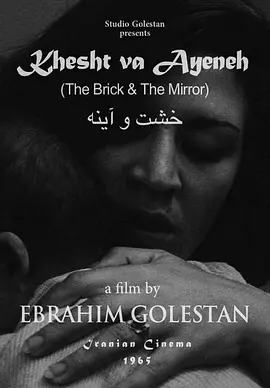 Studio Golestan
presents
Khesht va Ayeneh
(The Brick & The Mirror)
خشت و آینه
a film by
EBRAHIM GOLESTAN
Iranian Cinema
1965